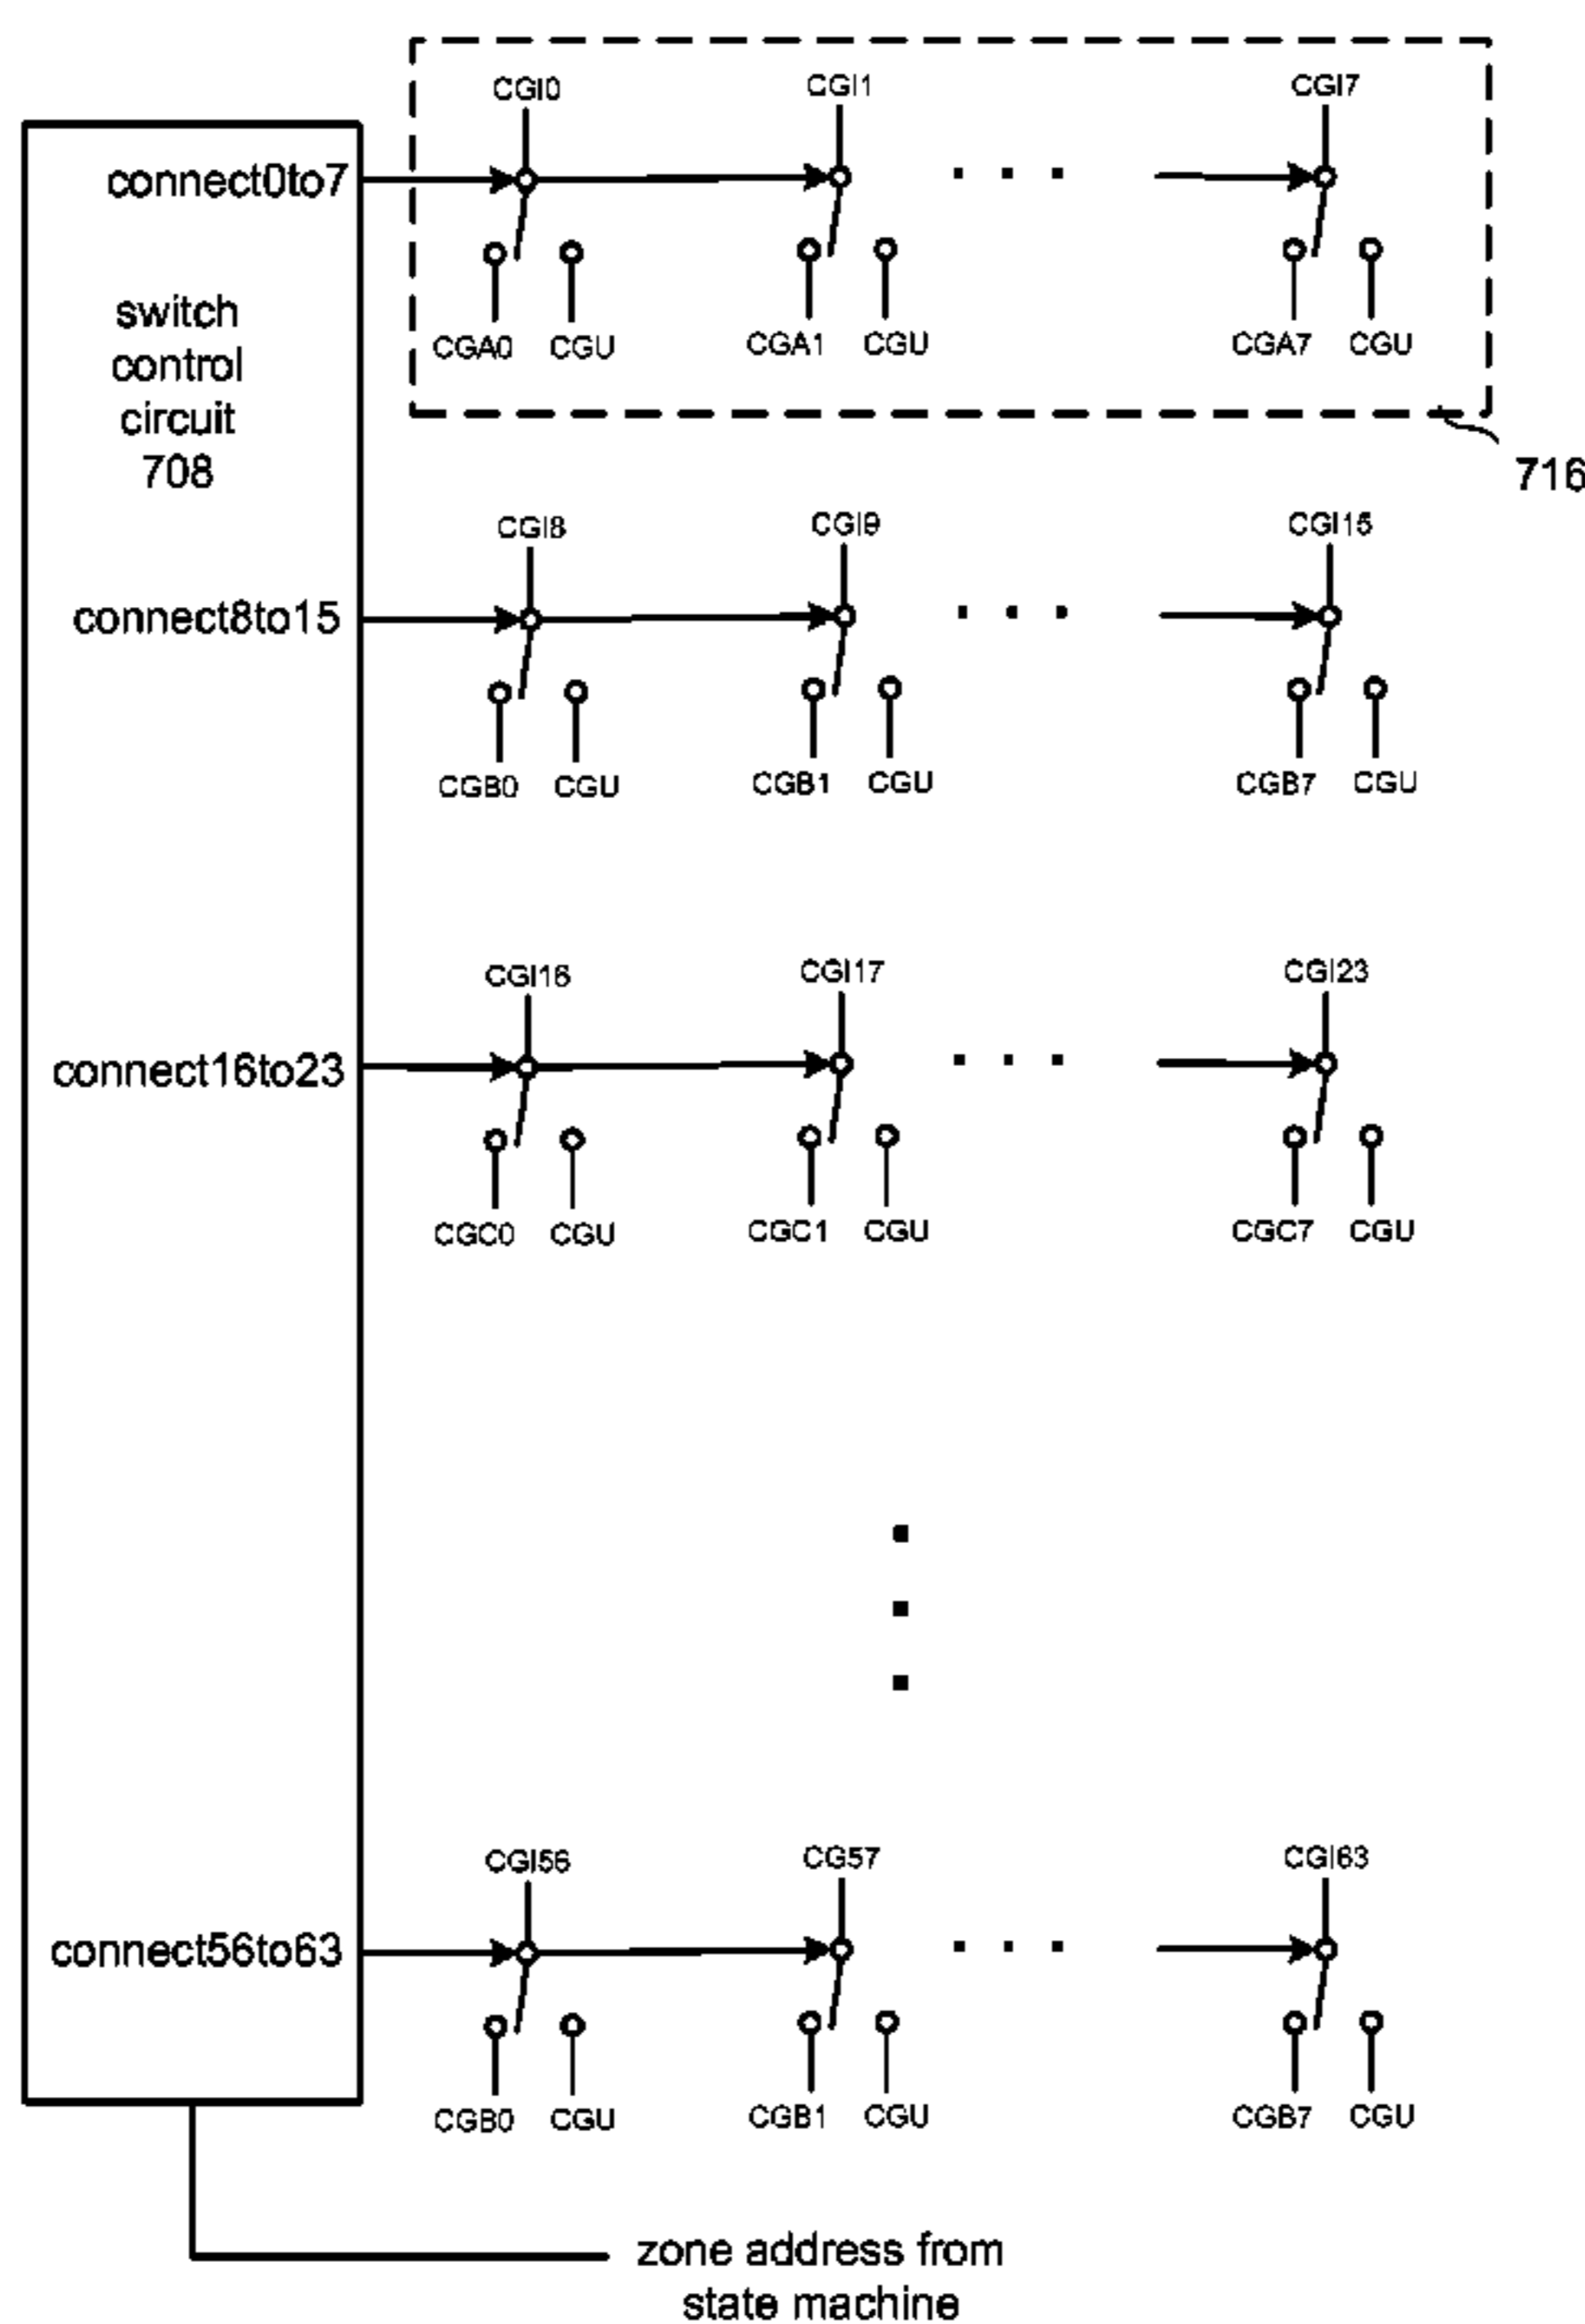 CGI0 CGI1 CGI7
connect0to7
CGA0 CGU CGA1 CGU CGA7 CGU
switch
control
circuit
708
716
CGI8 CGI9 CGI15
connect8to15
CGB0 CGU CGB1 CGU CGB7 CGU
CGI16 CGI17 CGI23
connect16to23
CGC0 CGU CGC1 CGU CGC7 CGU
CGI56 CG57 CGI63
connect56to63
CGB0 CGU CGB1 CGU CGB7 CGU
zone address from
state machine